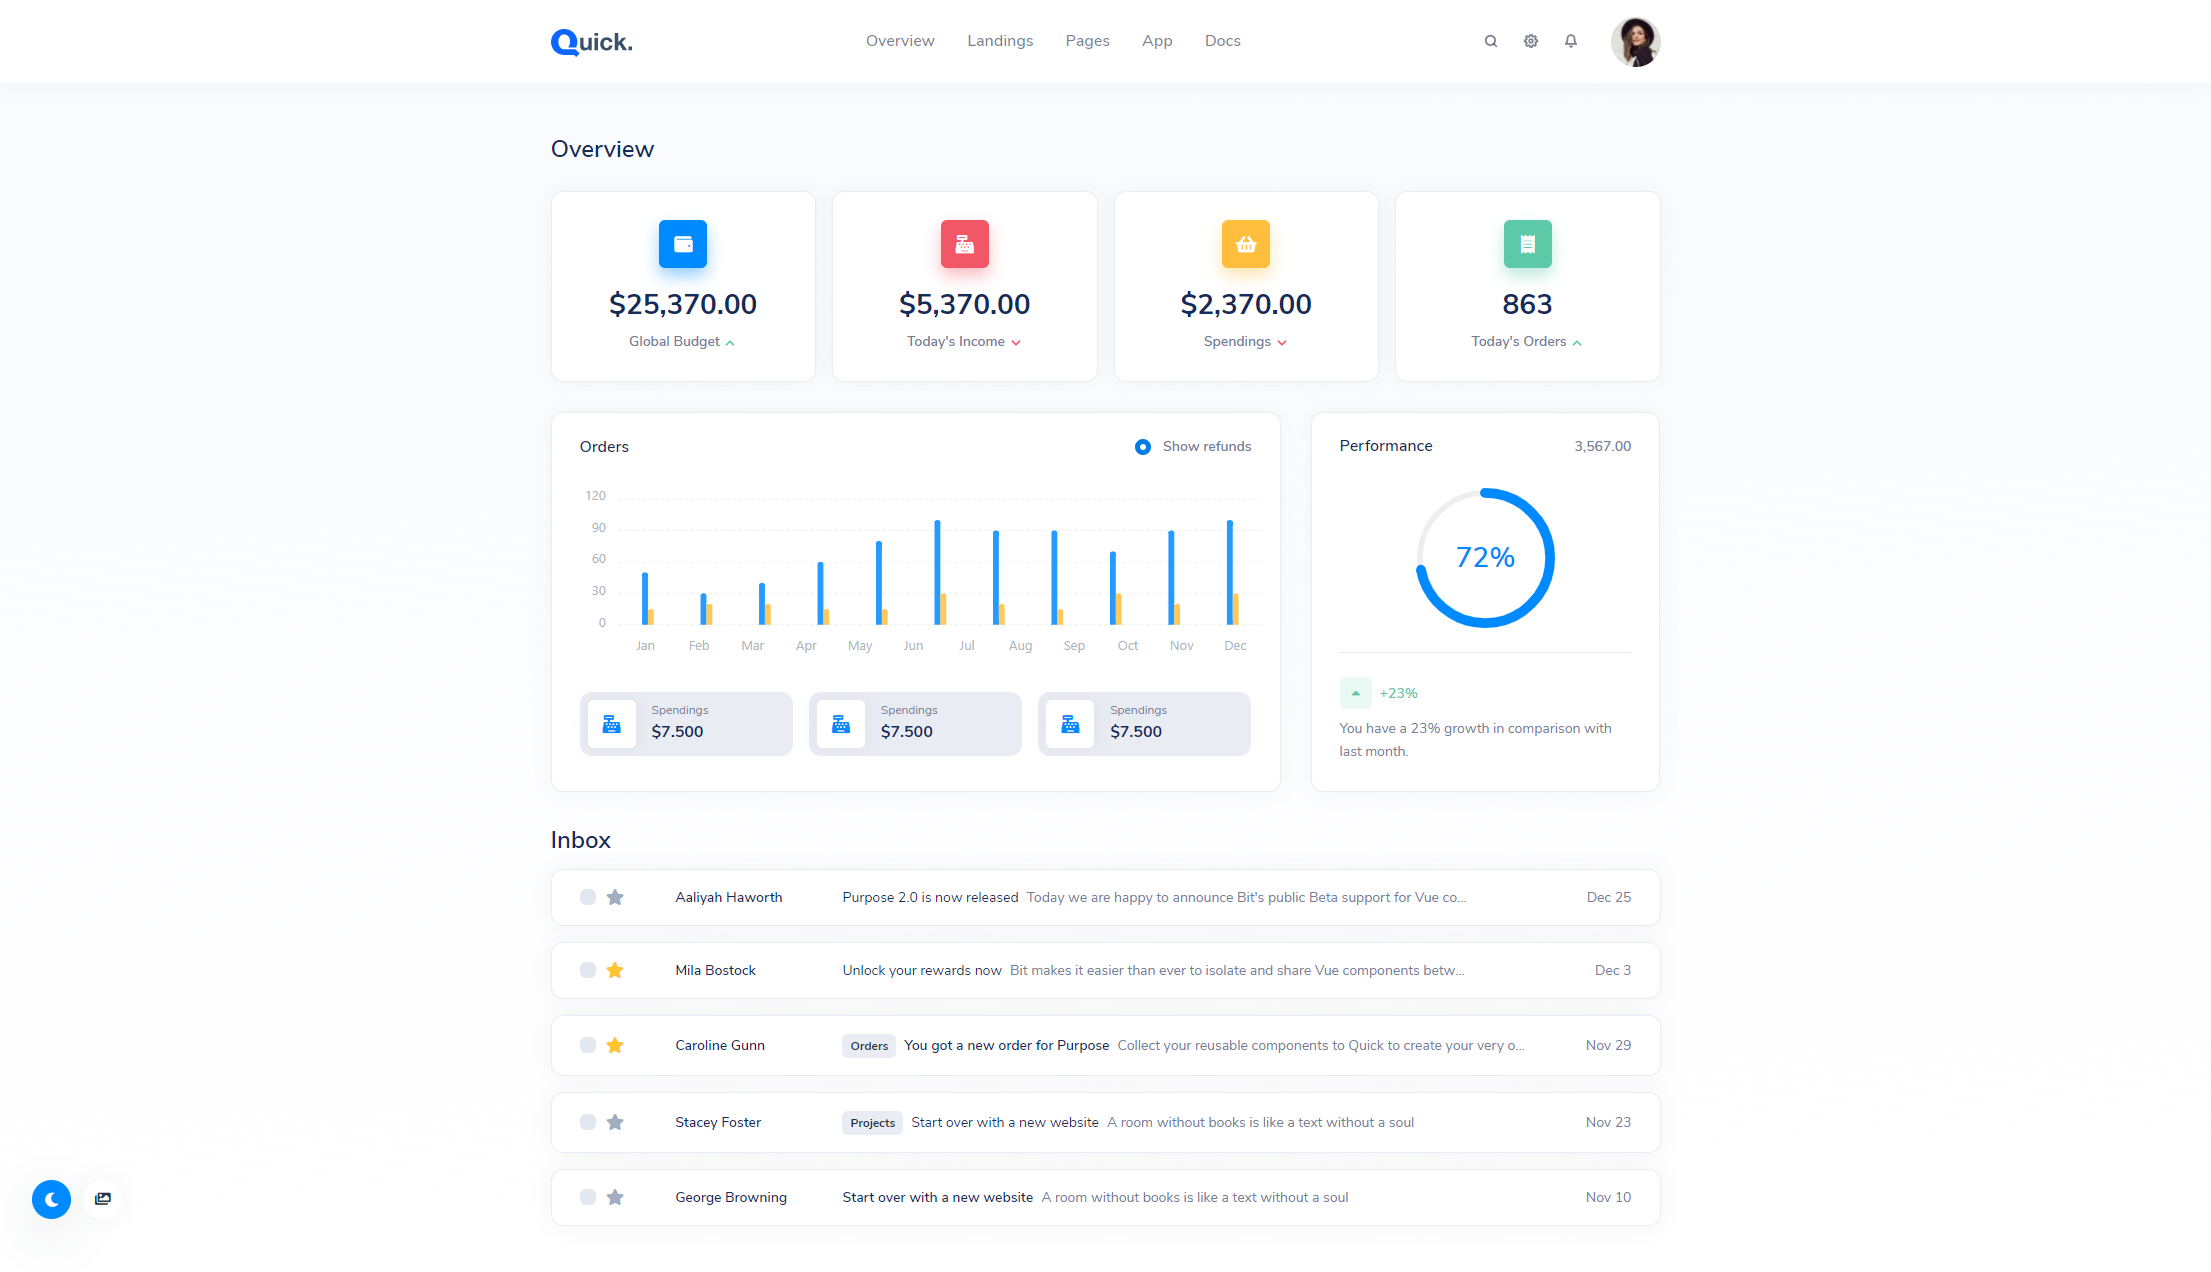 Quick.
Overview Landings Pages App Docs
Overview
$25,370.00
Global Budget
$5,370.00
Today's Income
$2,370.00
Spendings
863
Today's Orders
Orders
Show refunds
120
90
60
30
0
Jan Feb Mar Apr May Jun Jul Aug Sep Oct Nov Dec
Spendings
$7.500
Spendings
$7.500
Spendings
$7.500
Performance
3,567.00
72%
+23%
You have a 23% growth in comparison with
last month.
Inbox
Aaliyah Haworth Purpose 2.0 is now released Today we are happy to announce Bit's public Beta support for Vue co... Dec 25
Mila Bostock Unlock your rewards now Bit makes it easier than ever to isolate and share Vue components betw... Dec 3
Caroline Gunn Orders You got a new order for Purpose Collect your reusable components to Quick to create your very o... Nov 29
Stacey Foster Projects Start over with a new website A room without books is like a text without a soul Nov 23
George Browning Start over with a new website A room without books is like a text without a soul Nov 10